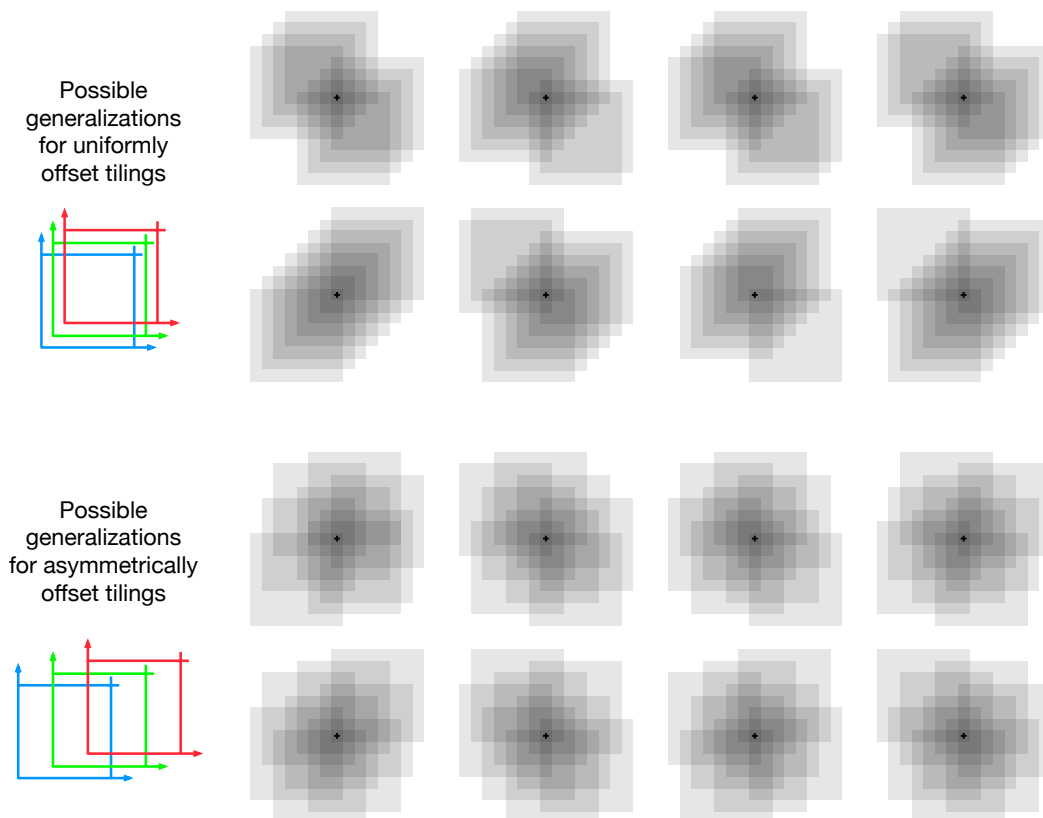 Possible
generalizations
for uniformly
offset tilings
Possible
generalizations
for asymmetrically
offset tilings